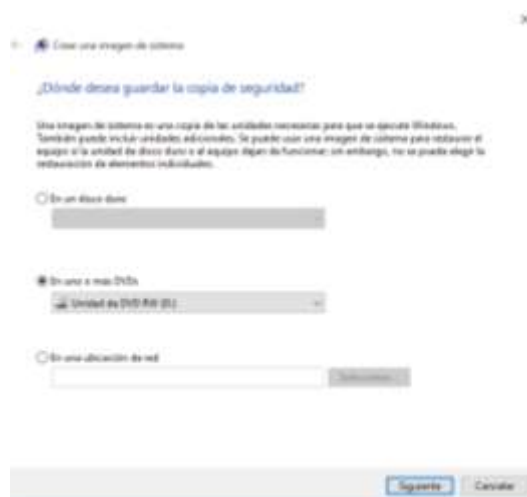 Crear una imagen de sistema
¿Dónde desea guardar la copia de seguridad?
Una imagen de sistema es una copia de las unidades necesarias para que se ejecute Windows.
También puede incluir unidades adicionales. Se puede usar una imagen de sistema para restaurar el
equipo si la unidad de disco duro o el equipo dejan de funcionar; sin embargo, no se puede elegir la
restauración de elementos individuales.
En un disco duro
En uno o más DVDs
Unidad de DVD RW (D:)
En una ubicación de red
Seleccionar...
Siguiente
Cancelar